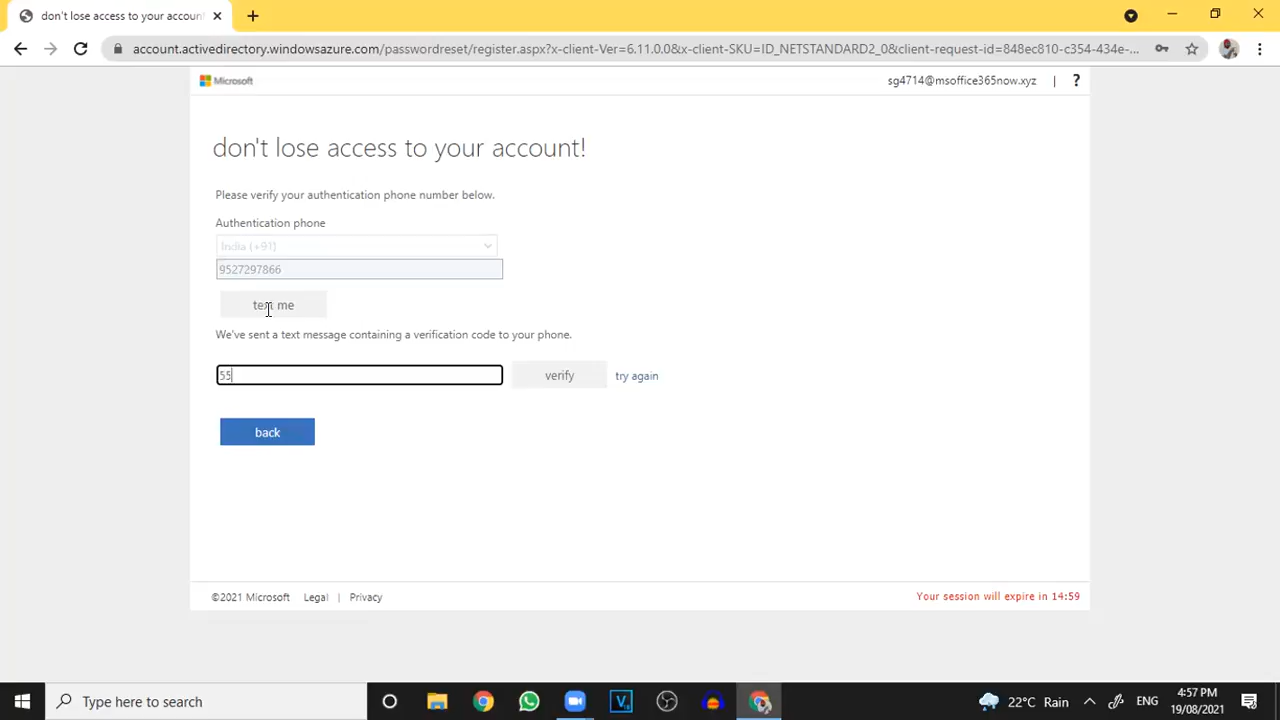 don't lose access to your account
account.activedirectory.windowsazure.com/passwordreset/register.aspx?x-client-Ver=6.11.0.0&x-client-SKU=ID_NETSTANDARD2_0&client-request-id=848ec810-c354-434e-...
Microsoft
sg4714@msoffice365now.xyz | ?
don't lose access to your account!
Please verify your authentication phone number below.
Authentication phone
India (+91)
9527297866
text me
We've sent a text message containing a verification code to your phone.
55
verify
try again
back
©2021 Microsoft Legal | Privacy
Your session will expire in 14:59
Type here to search
22°C Rain
ENG
4:57 PM
19/08/2021